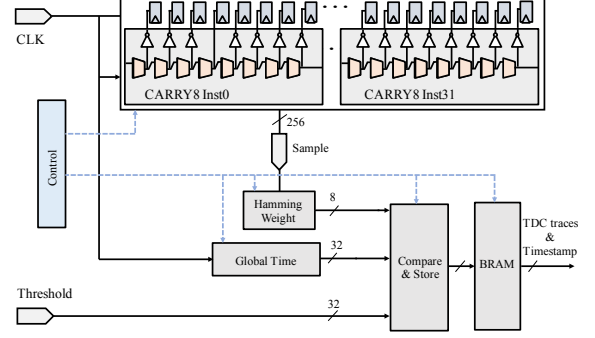 CLK
CARRY8 Inst0
CARRY8 Inst31
256
Sample
Control
Hamming
Weight
8
TDC traces
&
Timestamp
Global Time
32
Compare
& Store
BRAM
Threshold
32